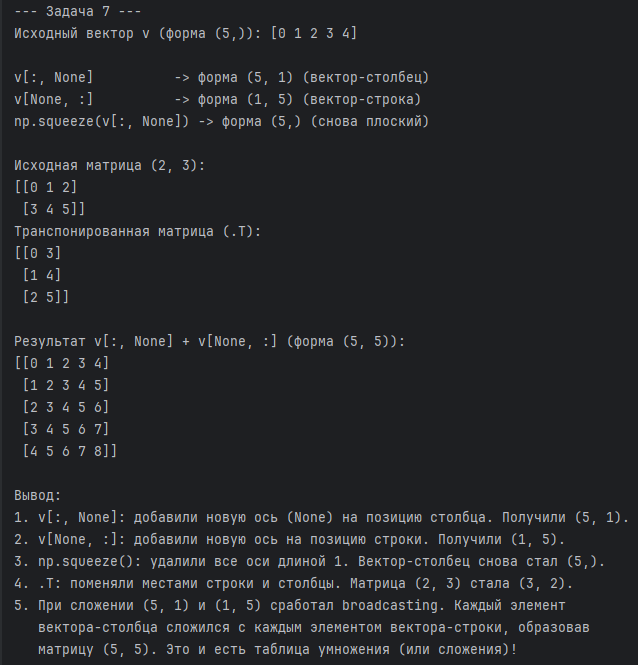 --- Задача 7 ---
Исходный вектор v (форма (5,)): [0 1 2 3 4]

v[:, None]          -> форма (5, 1) (вектор-столбец)
v[None, :]          -> форма (1, 5) (вектор-строка)
np.squeeze(v[:, None]) -> форма (5,) (снова плоский)

Исходная матрица (2, 3):
[[0 1 2]
 [3 4 5]]
Транспонированная матрица (.T):
[[0 3]
 [1 4]
 [2 5]]

Результат v[:, None] + v[None, :] (форма (5, 5)):
[[0 1 2 3 4]
 [1 2 3 4 5]
 [2 3 4 5 6]
 [3 4 5 6 7]
 [4 5 6 7 8]]

Вывод:
1. v[:, None]: добавили новую ось (None) на позицию столбца. Получили (5, 1).
2. v[None, :]: добавили новую ось на позицию строки. Получили (1, 5).
3. np.squeeze(): удалили все оси длиной 1. Вектор-столбец снова стал (5,).
4. .T: поменяли местами строки и столбцы. Матрица (2, 3) стала (3, 2).
5. При сложении (5, 1) и (1, 5) сработал broadcasting. Каждый элемент
   вектора-столбца сложился с каждым элементом вектора-строки, образовав
   матрицу (5, 5). Это и есть таблица умножения (или сложения)!